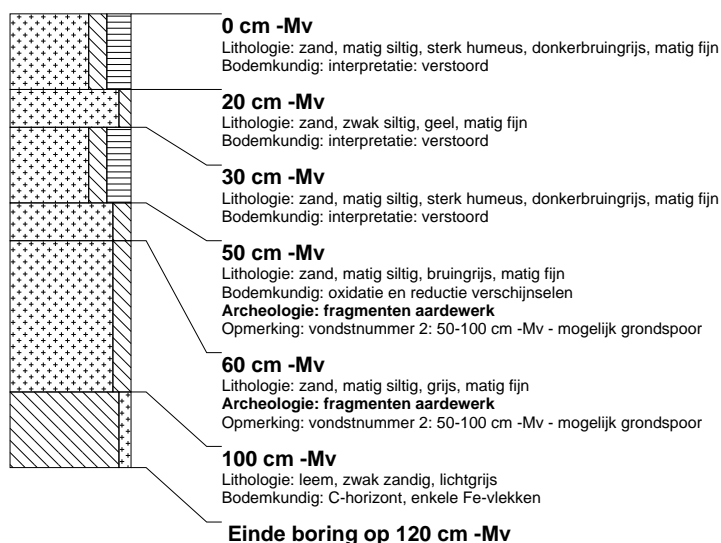 0 cm -Mv
Lithologie: zand, matig siltig, sterk humeus, donkerbruingrijs, matig fijn
Bodemkundig: interpretatie: verstoord
20 cm -Mv
Lithologie: zand, zwak siltig, geel, matig fijn
Bodemkundig: interpretatie: verstoord
30 cm -Mv
Lithologie: zand, matig siltig, sterk humeus, donkerbruingrijs, matig fijn
Bodemkundig: interpretatie: verstoord
50 cm -Mv
Lithologie: zand, matig siltig, bruingrijs, matig fijn
Bodemkundig: oxidatie en reductie verschijnselen
Archeologie: fragmenten aardewerk
Opmerking: vondstnummer 2: 50-100 cm -Mv - mogelijk grondspoor
60 cm -Mv
Lithologie: zand, matig siltig, grijs, matig fijn
Archeologie: fragmenten aardewerk
Opmerking: vondstnummer 2: 50-100 cm -Mv - mogelijk grondspoor
100 cm -Mv
Lithologie: leem, zwak zandig, lichtgrijs
Bodemkundig: C-horizont, enkele Fe-vlekken
Einde boring op 120 cm -Mv